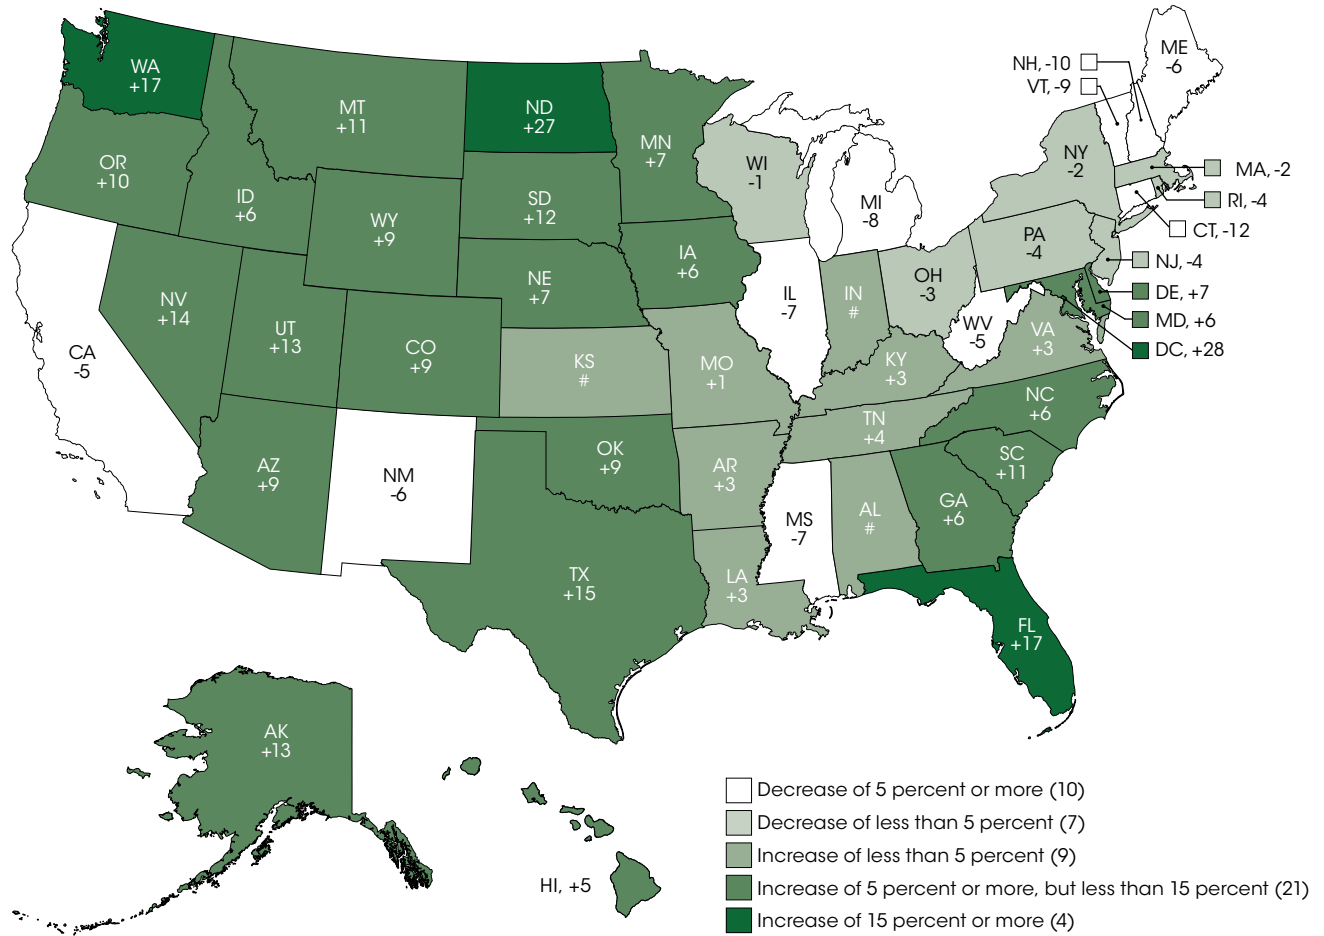 WA
+17
MT
+11
ND
+27
MN
+7
OR
+10
ID
+6
WY
+9
SD
+12
WI
-1
MI
-8
NY
-2
ME
-6
NH, -10
VT, -9
MA, -2
RI, -4
CT, -12
NJ, -4
DE, +7
MD, +6
DC, +28
CA
-5
NV
+14
UT
+13
CO
+9
NE
+7
IA
+6
IL
-7
IN
#
OH
-3
PA
-4
WV
-5
VA
+3
KS
#
MO
+1
KY
+3
NC
+6
TN
+4
SC
+11
AZ
+9
NM
-6
OK
+9
AR
+3
MS
-7
AL
#
GA
+6
TX
+15
LA
+3
FL
+17
AK
+13
HI, +5
Decrease of 5 percent or more (10)
Decrease of less than 5 percent (7)
Increase of less than 5 percent (9)
Increase of 5 percent or more, but less than 15 percent (21)
Increase of 15 percent or more (4)